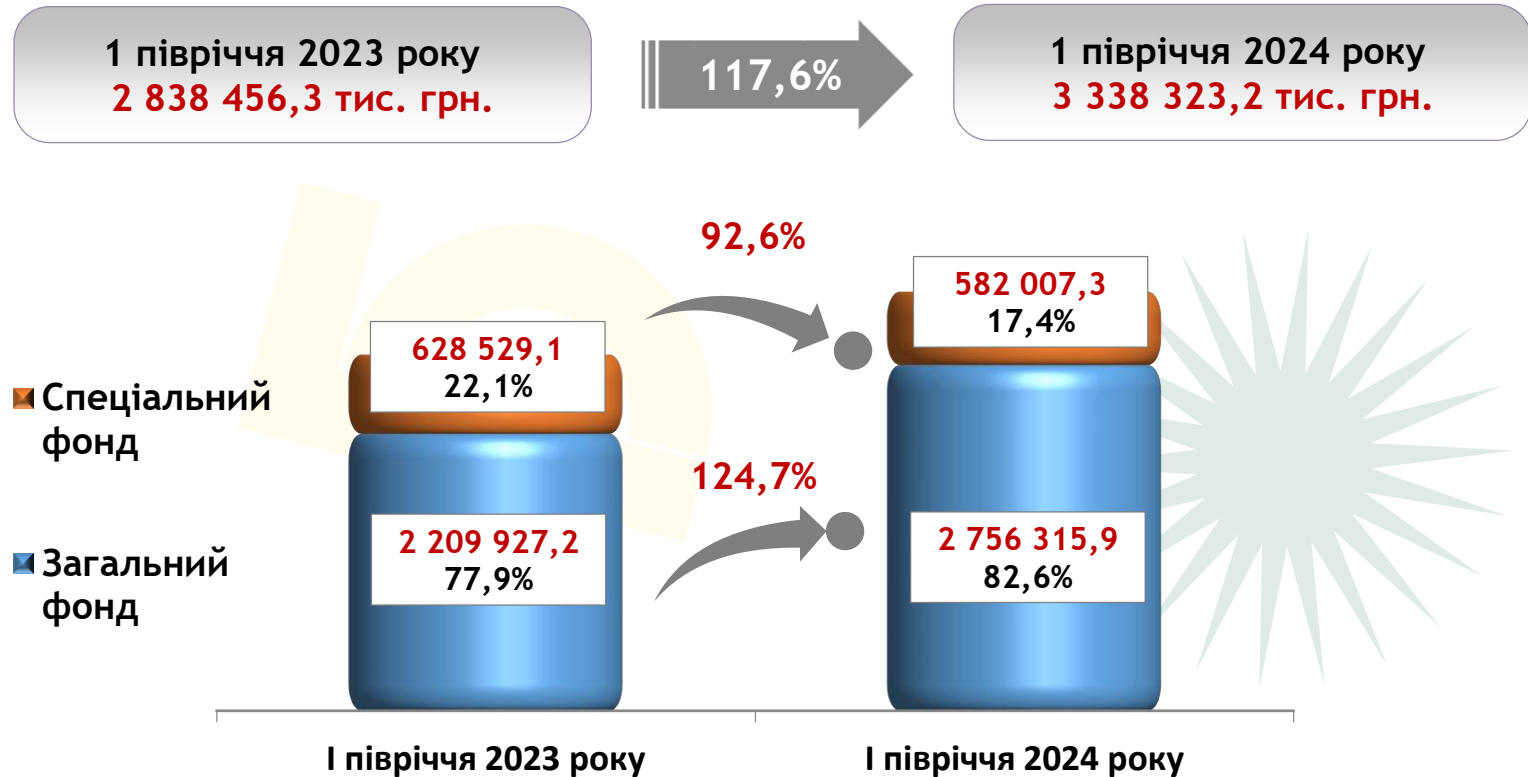 1 півріччя 2023 року
2 838 456,3 тис. грн.
117,6%
1 півріччя 2024 року
3 338 323,2 тис. грн.
92,6%
582 007,3
17,4%
628 529,1
22,1%
Спеціальний
фонд
124,7%
2 209 927,2
77,9%
2 756 315,9
82,6%
Загальний
фонд
І півріччя 2023 року
І півріччя 2024 року